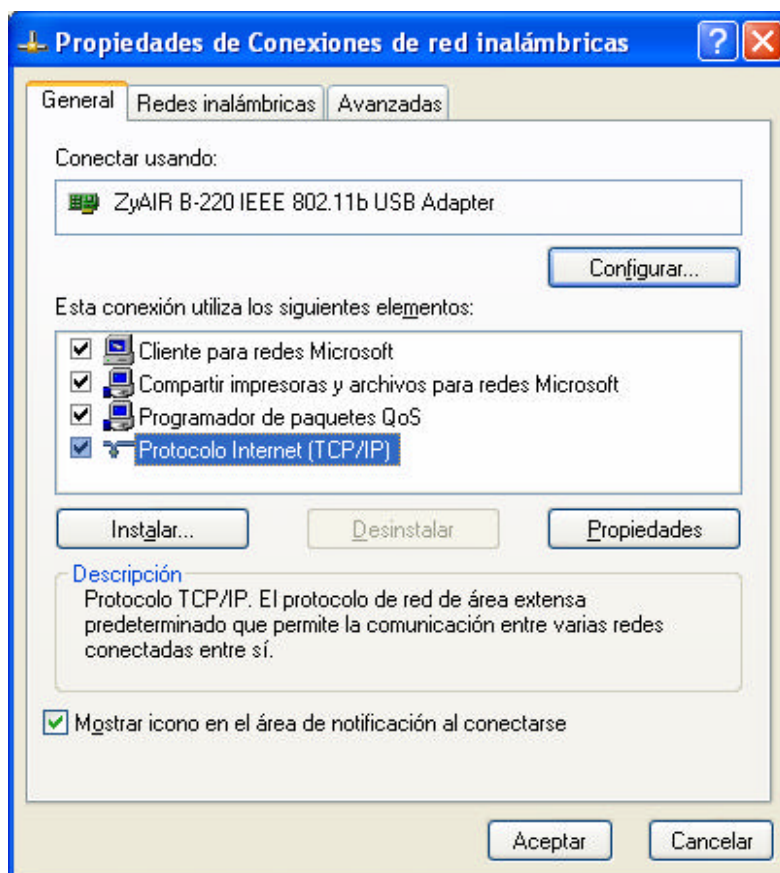 Propiedades de Conexiones de red inalámbricas
General Redes inalámbricas Avanzadas
Conectar usando:
ZyAIR B-220 IEEE 802.11b USB Adapter
Configurar...
Esta conexión utiliza los siguientes elementos:
Cliente para redes Microsoft
Compartir impresoras y archivos para redes Microsoft
Programador de paquetes QoS
Protocolo Internet (TCP/IP)
Instalar... Desinstalar Propiedades
Descripción
Protocolo TCP/IP. El protocolo de red de área extensa
predeterminado que permite la comunicación entre varias redes
conectadas entre sí.
Mostrar icono en el área de notificación al conectarse
Aceptar Cancelar